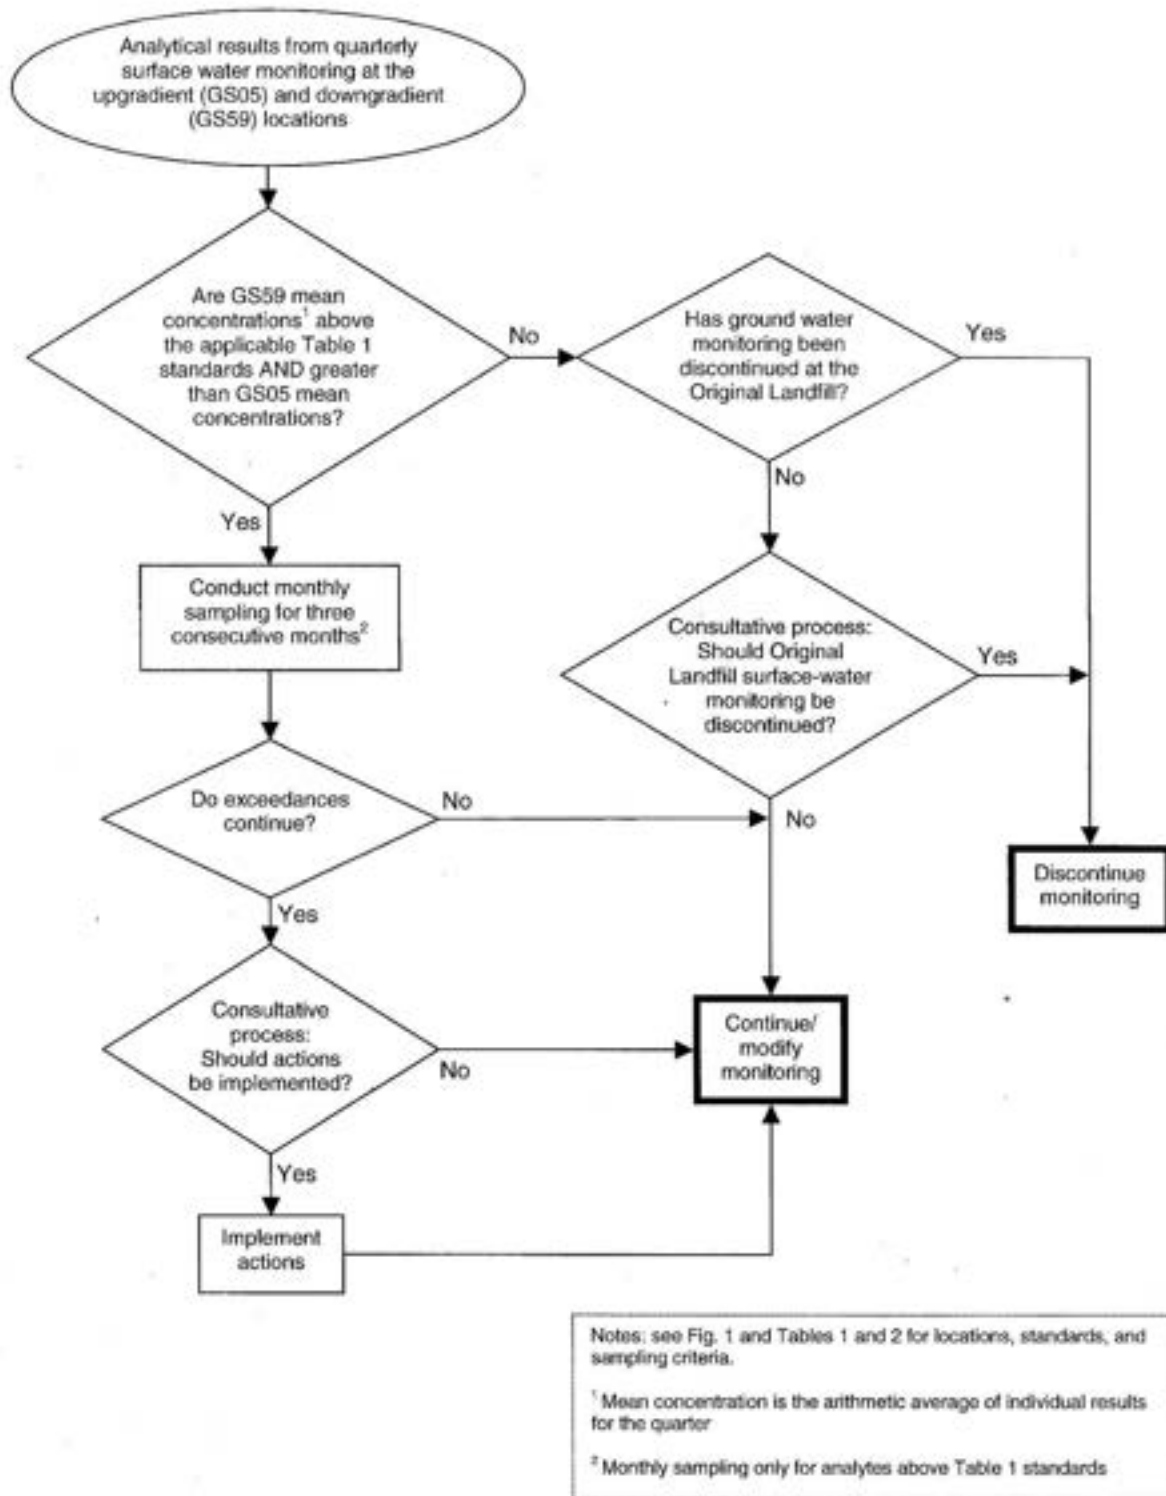 Analytical results from quarterly
surface water monitoring at the
upgradient (GS05) and downgradient
(GS59) locations
Are GS59 mean
concentrations¹ above
the applicable Table 1
standards AND greater
than GS05 mean
concentrations?
No
Has ground water
monitoring been
discontinued at the
Original Landfill?
Yes
No
Yes
Conduct monthly
sampling for three
consecutive months²
Consultative process:
Should Original
Landfill surface-water
monitoring be
discontinued?
Yes
No
Do exceedances
continue?
No
Discontinue
monitoring
Yes
Consultative
process:
Should actions
be implemented?
No
Continue/
modify
monitoring
Yes
Implement
actions
Notes: see Fig. 1 and Tables 1 and 2 for locations, standards, and
sampling criteria.
¹ Mean concentration is the arithmetic average of individual results
for the quarter
² Monthly sampling only for analytes above Table 1 standards